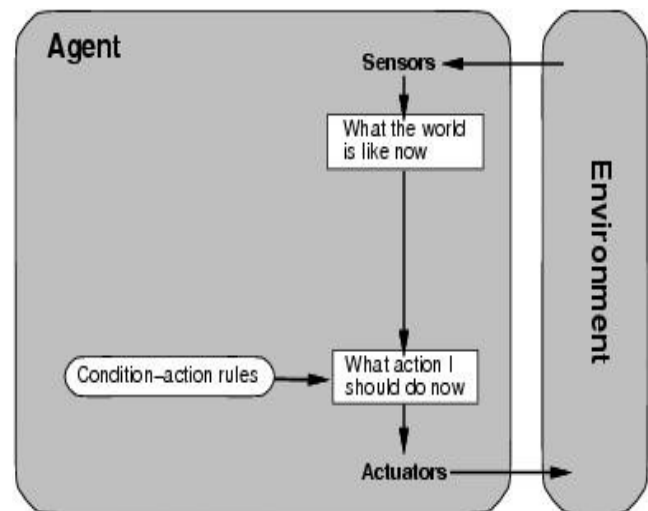 Agent
Sensors
What the world
is like now
Environment
Condition–action rules
What action I
should do now
Actuators